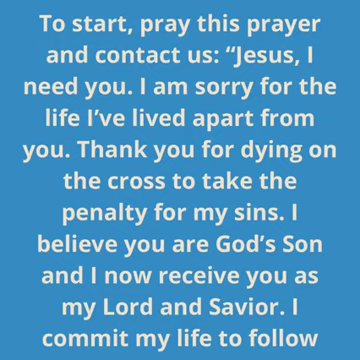 To start, pray this prayer
and contact us: “Jesus, I
need you. I am sorry for the
life I’ve lived apart from
you. Thank you for dying on
the cross to take the
penalty for my sins. I
believe you are God’s Son
and I now receive you as
my Lord and Savior. I
commit my life to follow